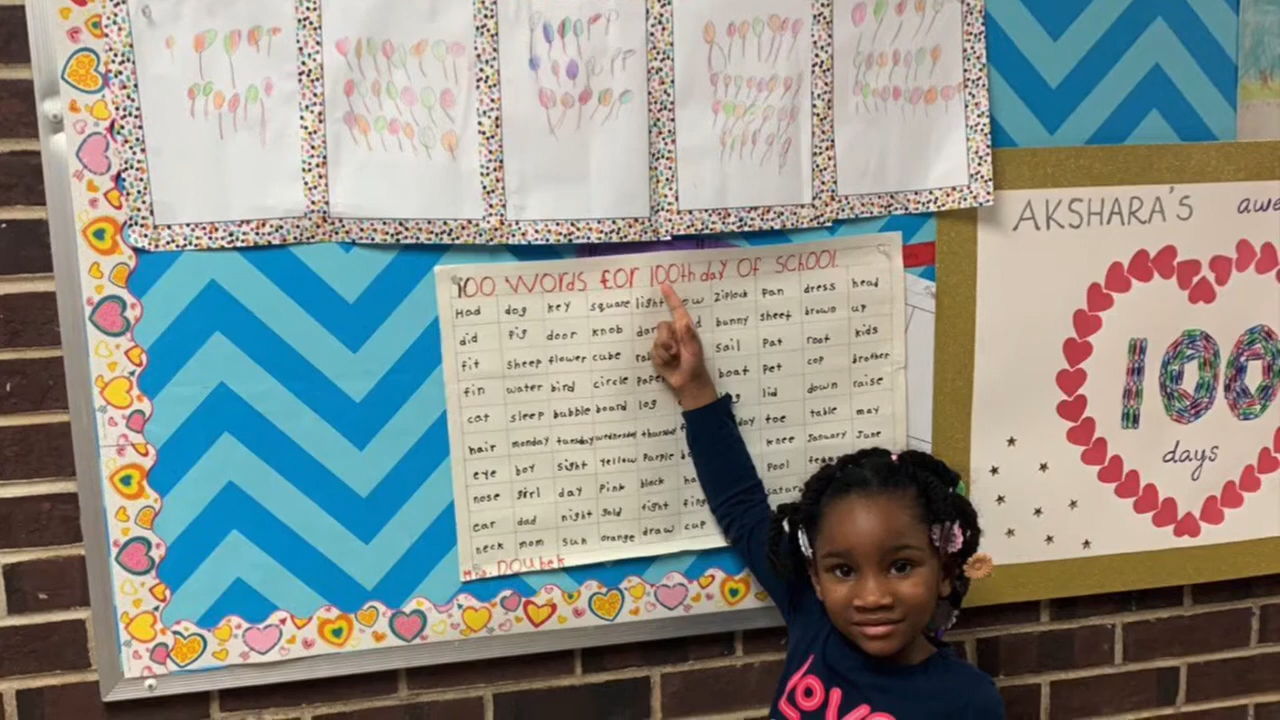 100 Words for 100th day OF SCHOOL
Had dog key square light ziplock pan dress head
did pig door knob bunny sheet brown up
fit sheep flower cube sail pat root kids
fin water bird circle paper boat pet cop brother
cat sleep bubble board log lid down raise
hair monday tuesday wednesday thursday day toe table may
eye boy sight Yellow Purple knee January June
nose girl day Pink black pool
ear dad night gold fight
neck mom sun orange draw cup
Mrs. DOUbek
AKSHARA'S
100
days
LOVE